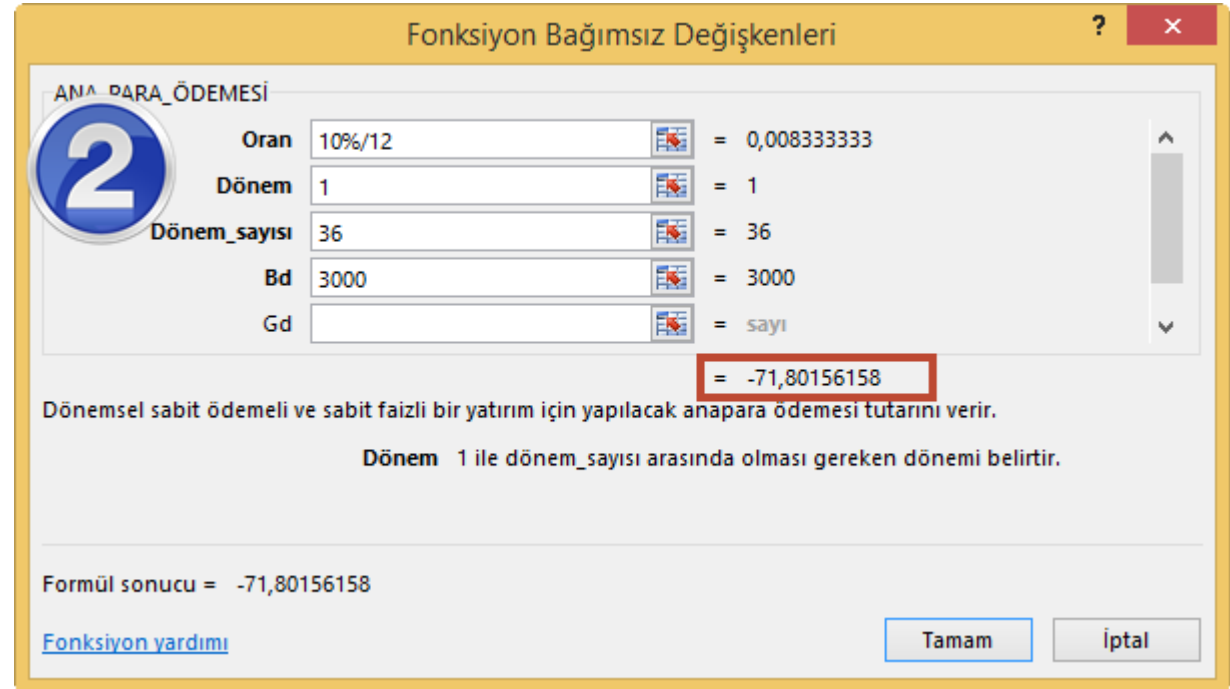 Fonksiyon Bağımsız Değişkenleri ? ×
ANA_PARA_ÖDEMESİ
2
Oran 10%/12 = 0,008333333
Dönem 1 = 1
Dönem_sayısı 36 = 36
Bd 3000 = 3000
Gd = sayı
= -71,80156158
Dönemsel sabit ödemeli ve sabit faizli bir yatırım için yapılacak anapara ödemesi tutarını verir.
Dönem 1 ile dönem_sayısı arasında olması gereken dönemi belirtir.
Formül sonucu = -71,80156158
Fonksiyon yardımı Tamam İptal